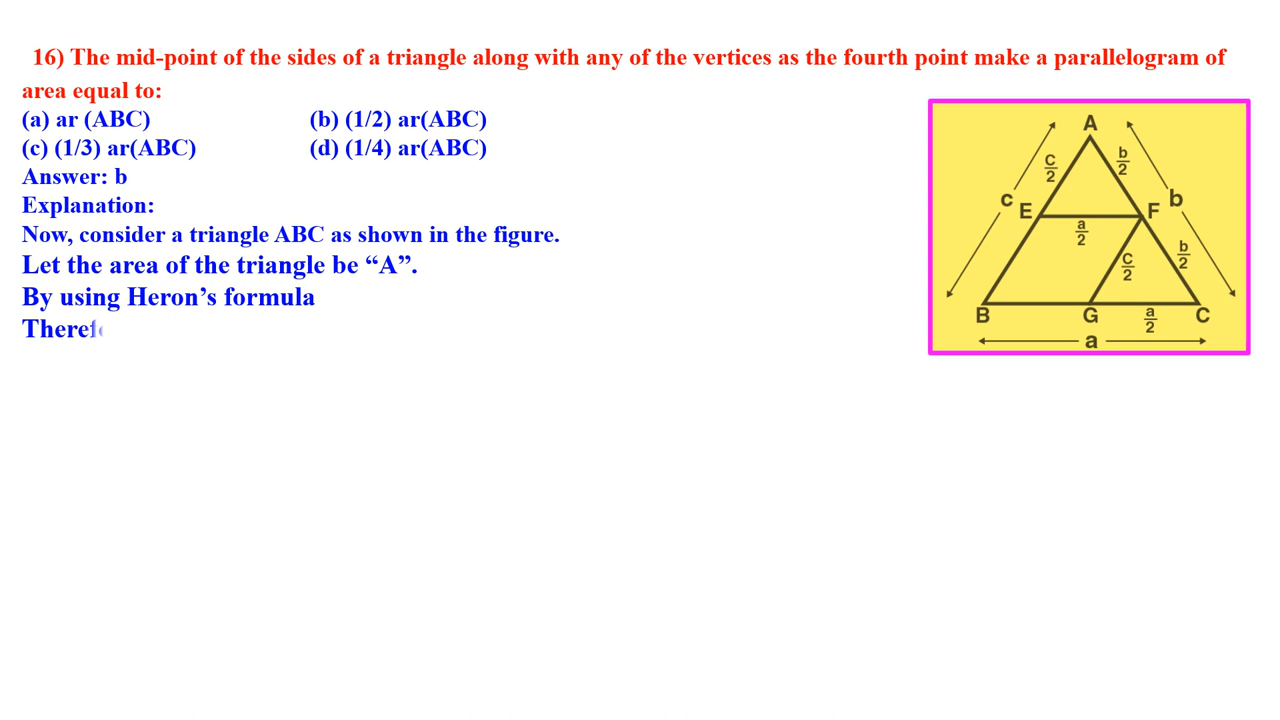 16) The mid-point of the sides of a triangle along with any of the vertices as the fourth point make a parallelogram of
area equal to:
(a) ar (ABC) (b) (1/2) ar(ABC)
(c) (1/3) ar(ABC) (d) (1/4) ar(ABC)
Answer: b
Explanation:
Now, consider a triangle ABC as shown in the figure.
Let the area of the triangle be “A”.
By using Heron’s formula
A
C/2 b/2
c b
E F
a/2
C/2 b/2
B G a/2 C
a